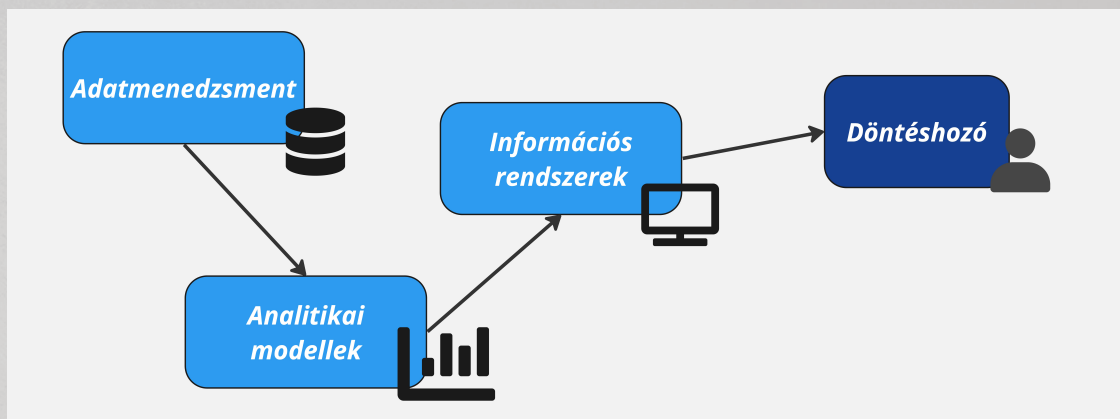 Adatmenedzsment
Analitikai
modellek
Információs
rendszerek
Döntéshozó